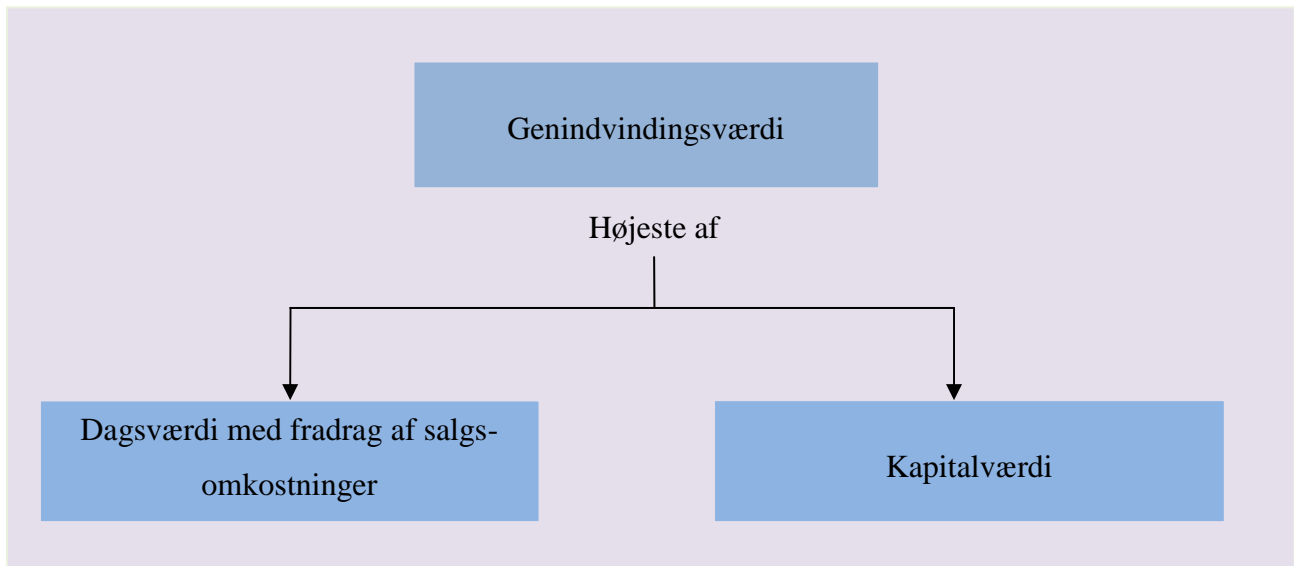 Genindvindingsværdi
Højeste af
Dagsværdi med fradrag af salgs-
omkostninger
Kapitalværdi